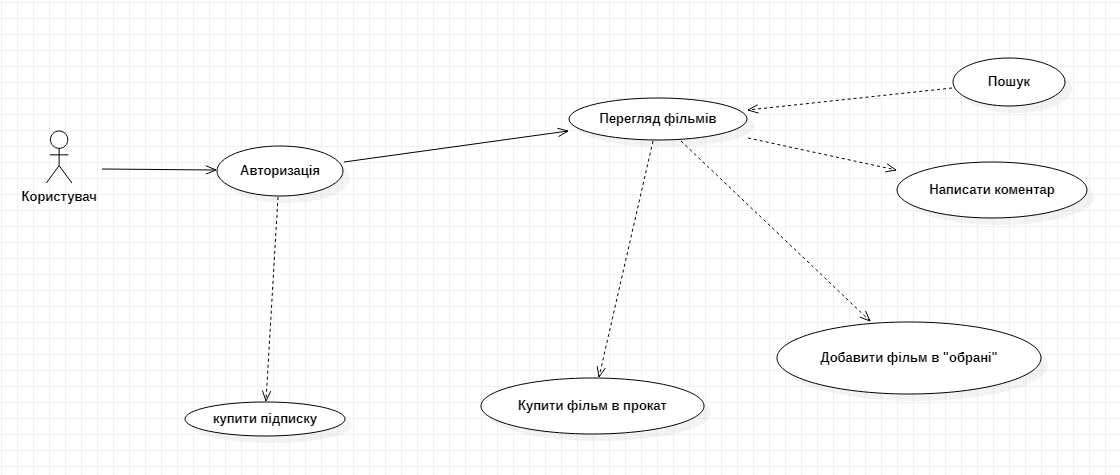 Пошук
Перегляд фільмів
Авторизація
Написати коментар
Користувач
Добавити фільм в "обрані"
Купити фільм в прокат
купити підписку